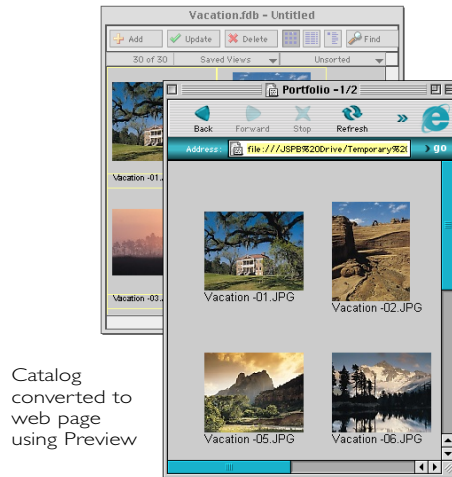 Vacation.fdb - Untitled
Add Update Delete Find
30 of 30 Saved Views Unsorted
Portfolio -1/2
Back Forward Stop Refresh »
Address: file:///JSPB%20Drive/Temporary%2 go
Vacation -01.
Vacation -03.
Vacation -01.JPG
Vacation -02.JPG
Vacation -05.JPG
Vacation -06.JPG
Catalog
converted to
web page
using Preview